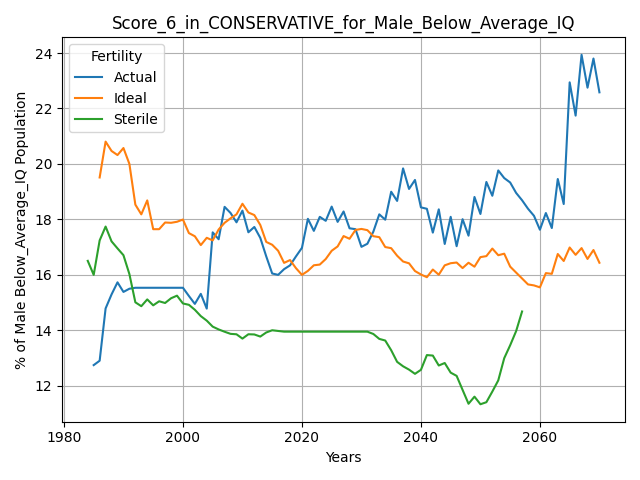 Score_6_in_CONSERVATIVE_for_Male_Below_Average_IQ
Fertility
Actual
Ideal
Sterile
% of Male Below_Average_IQ Population
24
22
20
18
16
14
12
1980
2000
2020
2040
2060
Years